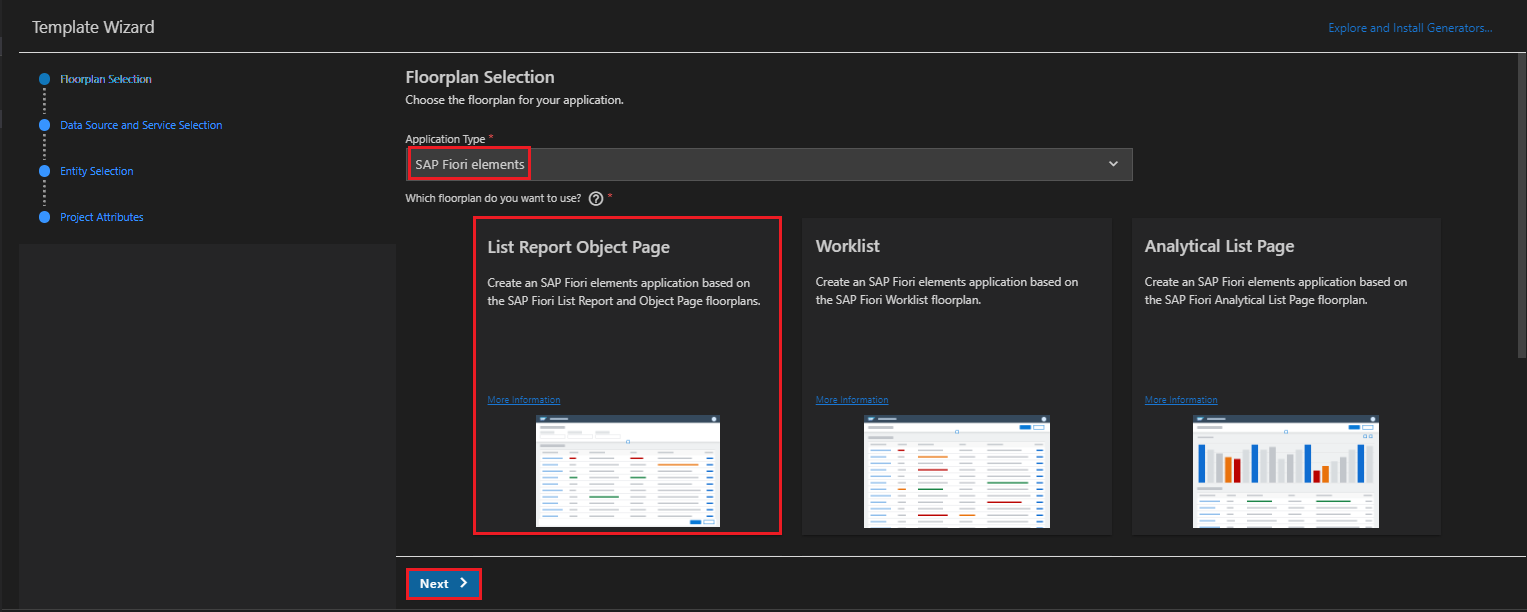 Template Wizard
Explore and Install Generators...
Floorplan Selection
Data Source and Service Selection
Entity Selection
Project Attributes
Floorplan Selection
Choose the floorplan for your application.
Application Type *
SAP Fiori elements
Which floorplan do you want to use? ? *
List Report Object Page
Create an SAP Fiori elements application based on
the SAP Fiori List Report and Object Page floorplans.
More Information
Worklist
Create an SAP Fiori elements application based on
the SAP Fiori Worklist floorplan.
More Information
Analytical List Page
Create an SAP Fiori elements application based on
the SAP Fiori Analytical List Page floorplan.
More Information
Next